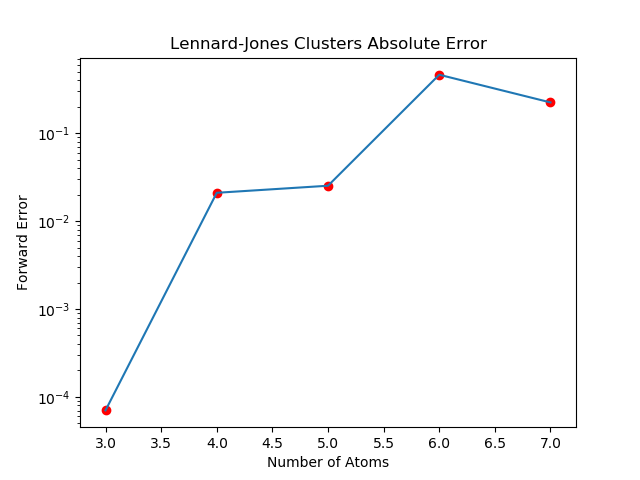 Lennard-Jones Clusters Absolute Error
Forward Error
10⁻¹
10⁻²
10⁻³
10⁻⁴
3.0 3.5 4.0 4.5 5.0 5.5 6.0 6.5 7.0
Number of Atoms